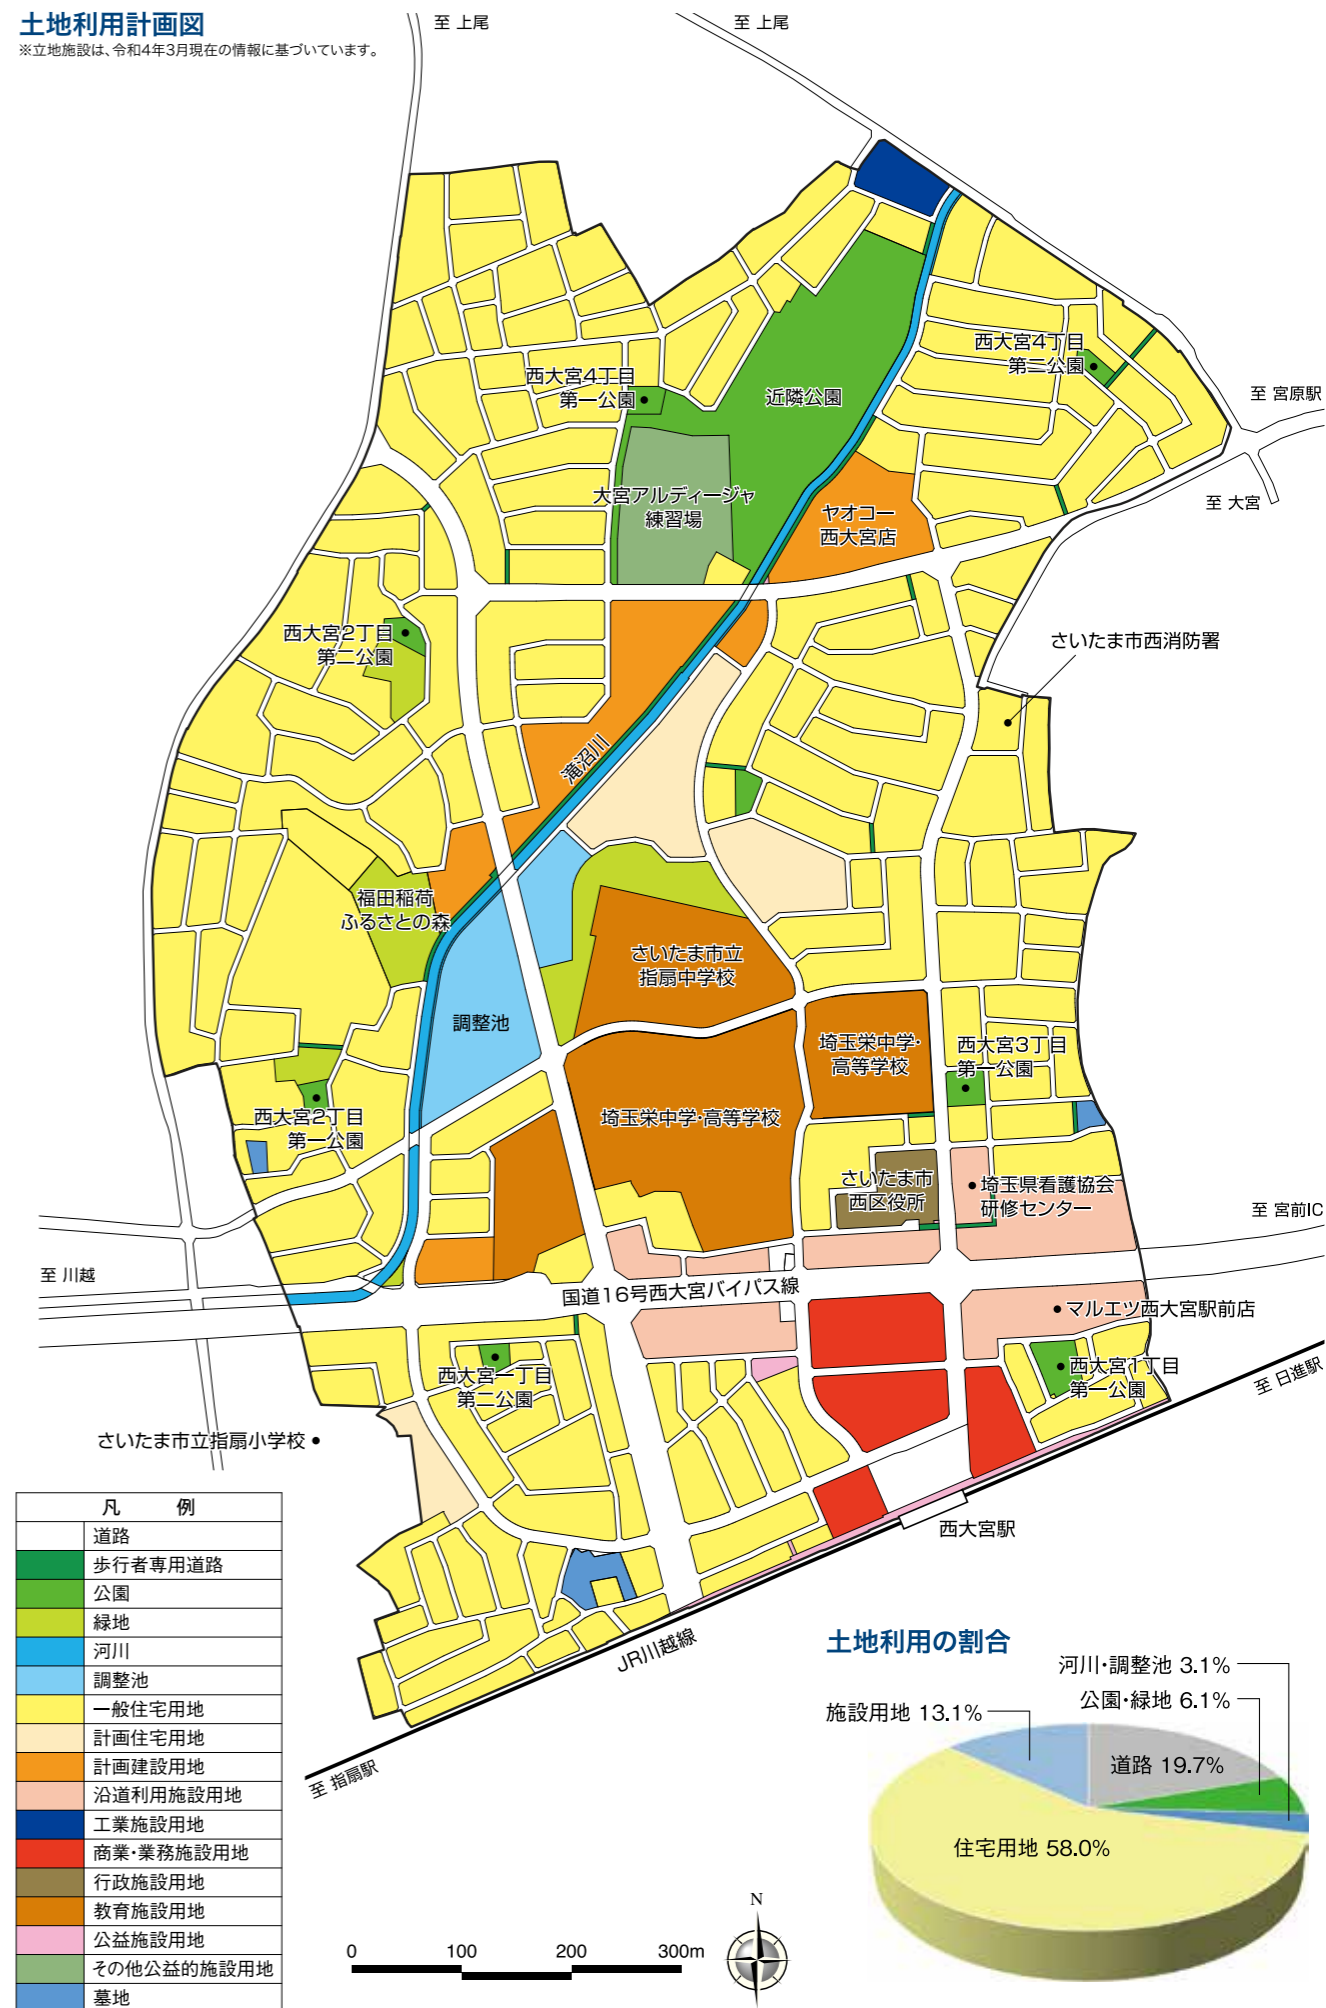 土地利用計画図
※立地施設は、令和4年3月現在の情報に基づいています。
至 上尾
至 上尾
西大宮4丁目
第二公園
西大宮4丁目
第一公園
近隣公園
至 宮原駅
大宮アルディージャ
練習場
ヤオコー
西大宮店
至 大宮
西大宮2丁目
第二公園
さいたま市西消防署
滝沼川
福田稲荷
ふるさとの森
さいたま市立
指扇中学校
調整池
埼玉栄中学・
高等学校
西大宮3丁目
第一公園
西大宮2丁目
第一公園
埼玉栄中学・高等学校
さいたま市
西区役所
埼玉県看護協会
研修センター
至 宮前IC
至 川越
国道16号西大宮バイパス線
マルエツ西大宮駅前店
西大宮一丁目
第二公園
西大宮1丁目
第一公園
至 日進駅
さいたま市立指扇小学校
西大宮駅
JR川越線
至 指扇駅
凡 例
道路
歩行者専用道路
公園
緑地
河川
調整池
一般住宅用地
計画住宅用地
計画建設用地
沿道利用施設用地
工業施設用地
商業・業務施設用地
行政施設用地
教育施設用地
公益施設用地
その他公益的施設用地
墓地
0 100 200 300m
N
土地利用の割合
河川・調整池 3.1%
公園・緑地 6.1%
施設用地 13.1%
道路 19.7%
住宅用地 58.0%